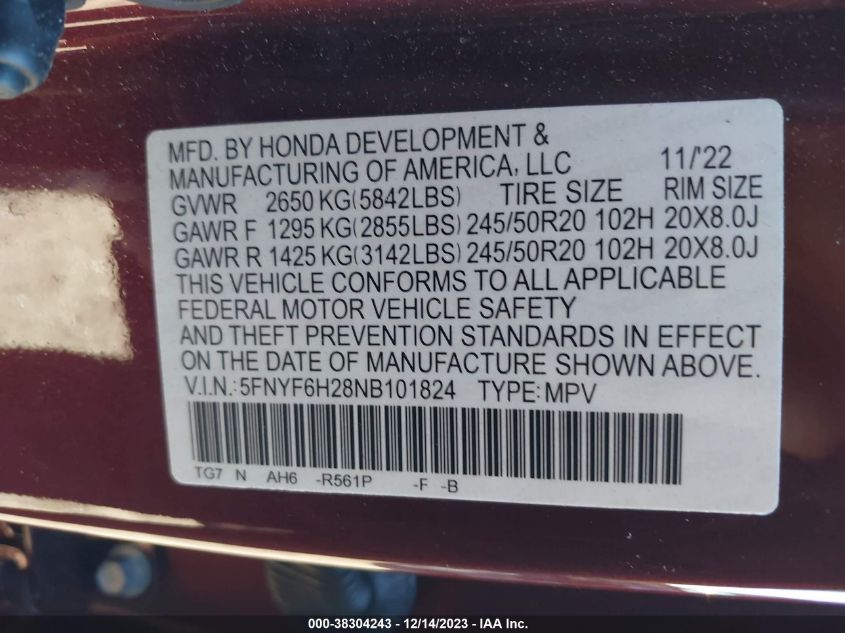 MFD. BY HONDA DEVELOPMENT &
MANUFACTURING OF AMERICA, LLC 11/'22
GVWR 2650 KG(5842LBS) TIRE SIZE RIM SIZE
GAWR F 1295 KG(2855LBS) 245/50R20 102H 20X8.0J
GAWR R 1425 KG(3142LBS) 245/50R20 102H 20X8.0J
THIS VEHICLE CONFORMS TO ALL APPLICABLE
FEDERAL MOTOR VEHICLE SAFETY
AND THEFT PREVENTION STANDARDS IN EFFECT
ON THE DATE OF MANUFACTURE SHOWN ABOVE.
V.I.N.:5FNYF6H28NB101824 TYPE:MPV
TG7 N AH6 -R561P -F -B
000-38304243 - 12/14/2023 - IAA Inc.